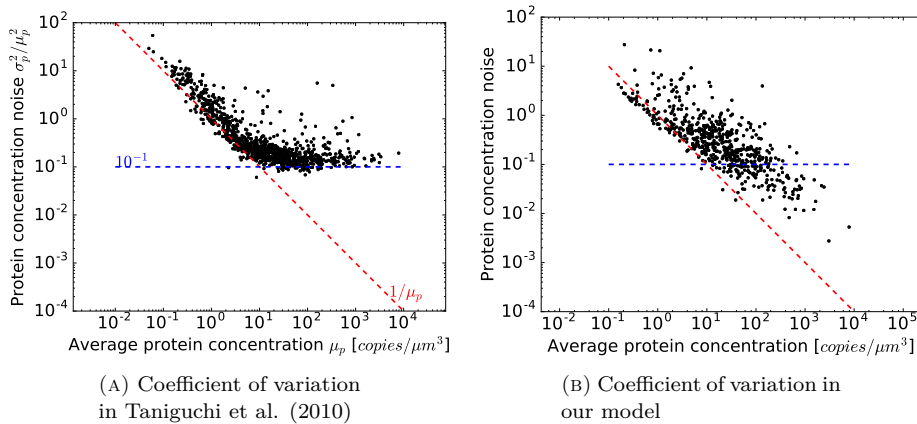 Protein concentration noise σ_p^2/μ_p^2
10^2
10^1
10^0
10^-1
10^-2
10^-3
10^-4
10^-1
1/μ_p
10^-2 10^-1 10^0 10^1 10^2 10^3 10^4
Average protein concentration μ_p [copies/μm^3]
(A) Coefficient of variation
in Taniguchi et al. (2010)
Protein concentration noise
10^2
10^1
10^0
10^-1
10^-2
10^-3
10^-4
10^-2 10^-1 10^0 10^1 10^2 10^3 10^4 10^5
Average protein concentration [copies/μm^3]
(B) Coefficient of variation in
our model